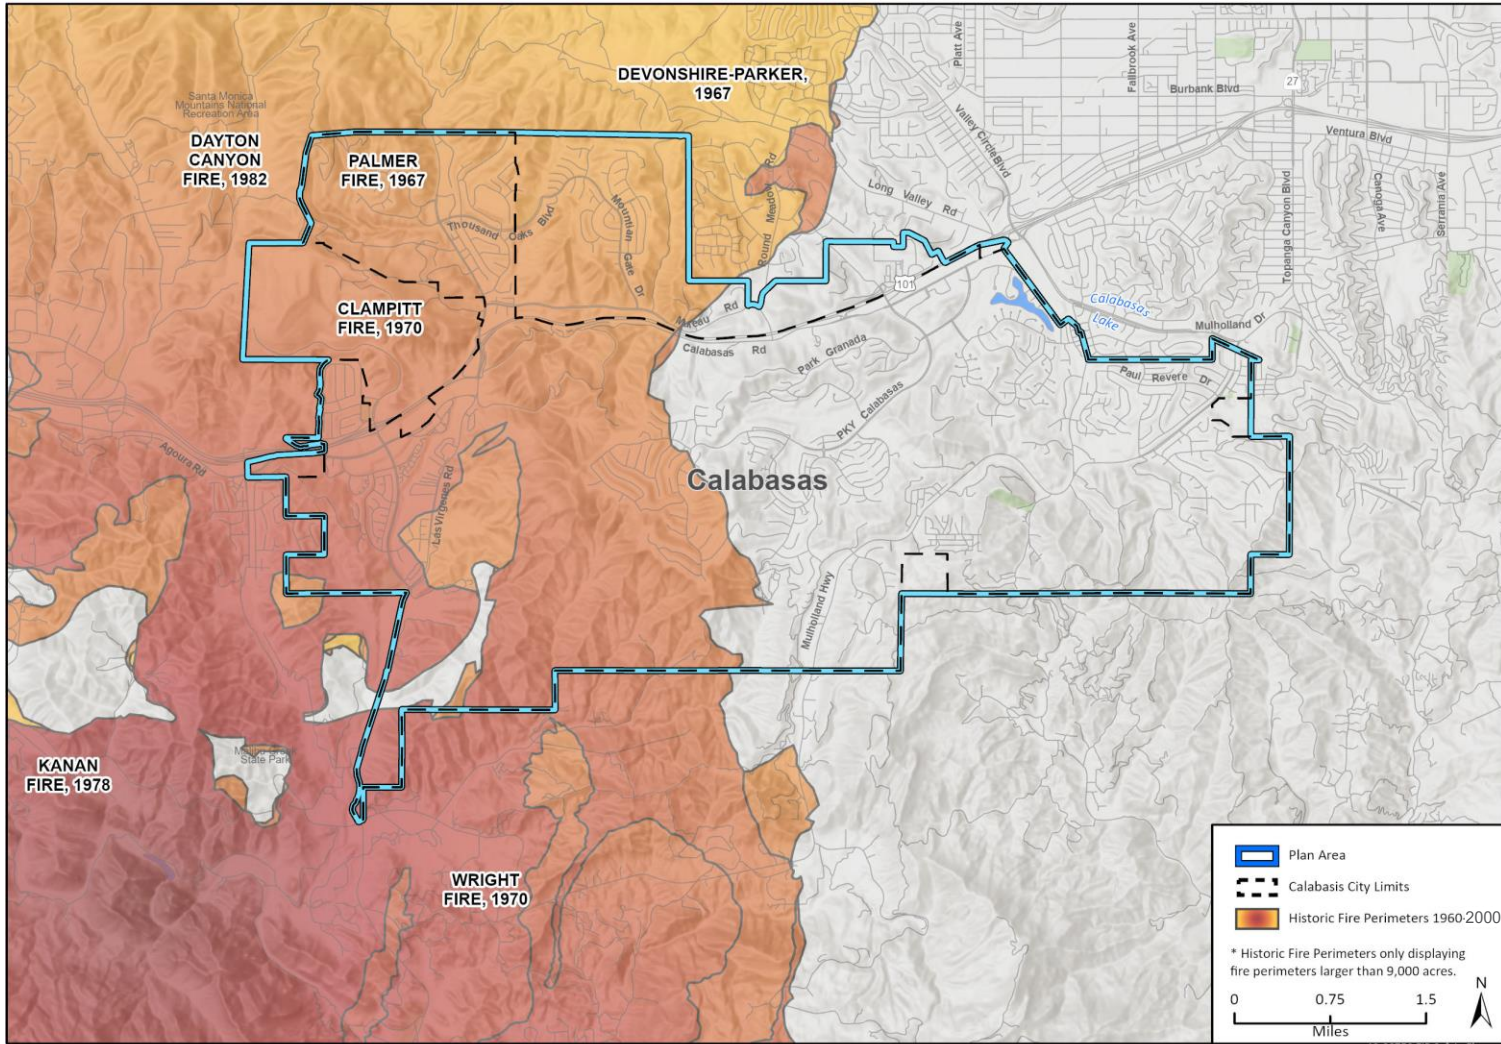 DEVONSHIRE-PARKER,
1967
Platt Ave
Fallbrook Ave
Burbank Blvd
27
Ventura Blvd
Santa Monica
Mountains National
Recreation Area
DAYTON
CANYON
FIRE, 1982
PALMER
FIRE, 1967
Valley Circle Blvd
Long Valley Rd
Round Meadow Rd
Topanga Canyon Blvd
Canoga Ave
Serrania Ave
Thousand Oaks Blvd
Mountian Gate Dr
101
CLAMPITT
FIRE, 1970
Calabasas
Lake
Mureau Rd
Calabasas Rd
Park Granada
Mulholland Dr
Paul Revere Dr
PKY Calabasas
Agoura Rd
Las Virgenes Rd
Calabasas
Mulholland Hwy
State Park
KANAN
FIRE, 1978
WRIGHT
FIRE, 1970
Plan Area
Calabasis City Limits
Historic Fire Perimeters 1960-2000
* Historic Fire Perimeters only displaying
fire perimeters larger than 9,000 acres.
N
0 0.75 1.5
Miles